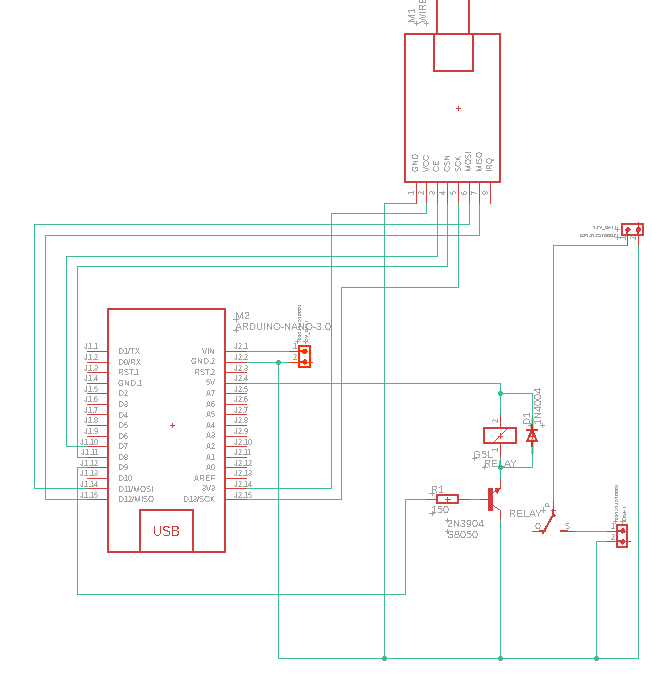 M1
WIRE
GND
VCC
CE
CSN
SCK
MOSI
MISO
IRQ
1
2
3
4
5
6
7
8
M2
ARDUINO-NANO-3.0
J1.1 D1/TX VIN J2.1
J1.2 D0/RX GND.2 J2.2
J1.3 RST.1 RST.2 J2.3
J1.4 GND.1 5V J2.4
J1.5 D2 A7 J2.5
J1.6 D3 A6 J2.6
J1.7 D4 A5 J2.7
J1.8 D5 A4 J2.8
J1.9 D6 A3 J2.9
J1.10 D7 A2 J2.10
J1.11 D8 A1 J2.11
J1.12 D9 A0 J2.12
J1.13 D10 AREF J2.13
J1.14 D11/MOSI 3V3 J2.14
J1.15 D12/MISO D13/SCK J2.15
USB
1
2
D1
1N4004
2
1
G5L
RELAY
R1
150
2N3904
S8050
RELAY
P
O
S
1
2